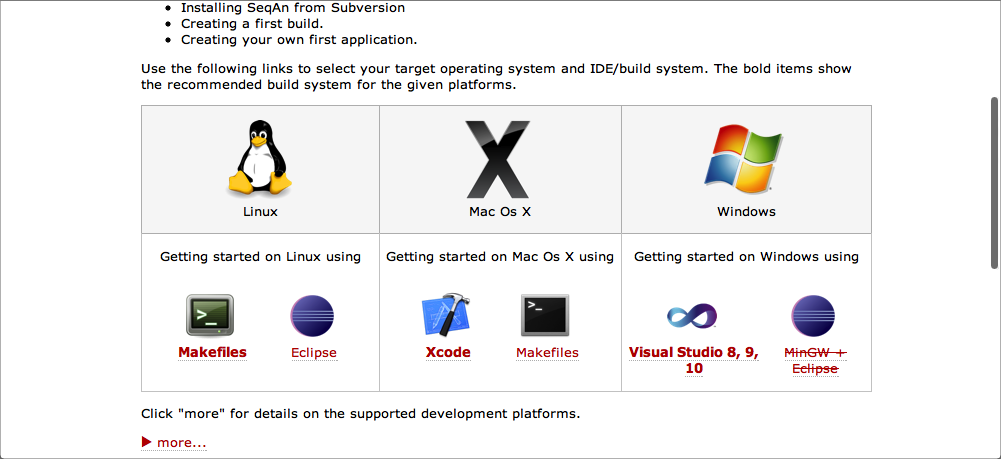 Installing SeqAn from Subversion
Creating a first build.
Creating your own first application.
Use the following links to select your target operating system and IDE/build system. The bold items show
the recommended build system for the given platforms.
Linux
Mac Os X
Windows
Getting started on Linux using
Getting started on Mac Os X using
Getting started on Windows using
>_
>_
Makefiles
Eclipse
Xcode
Makefiles
Visual Studio 8, 9,
10
MinGW +
Eclipse
Click "more" for details on the supported development platforms.
more...